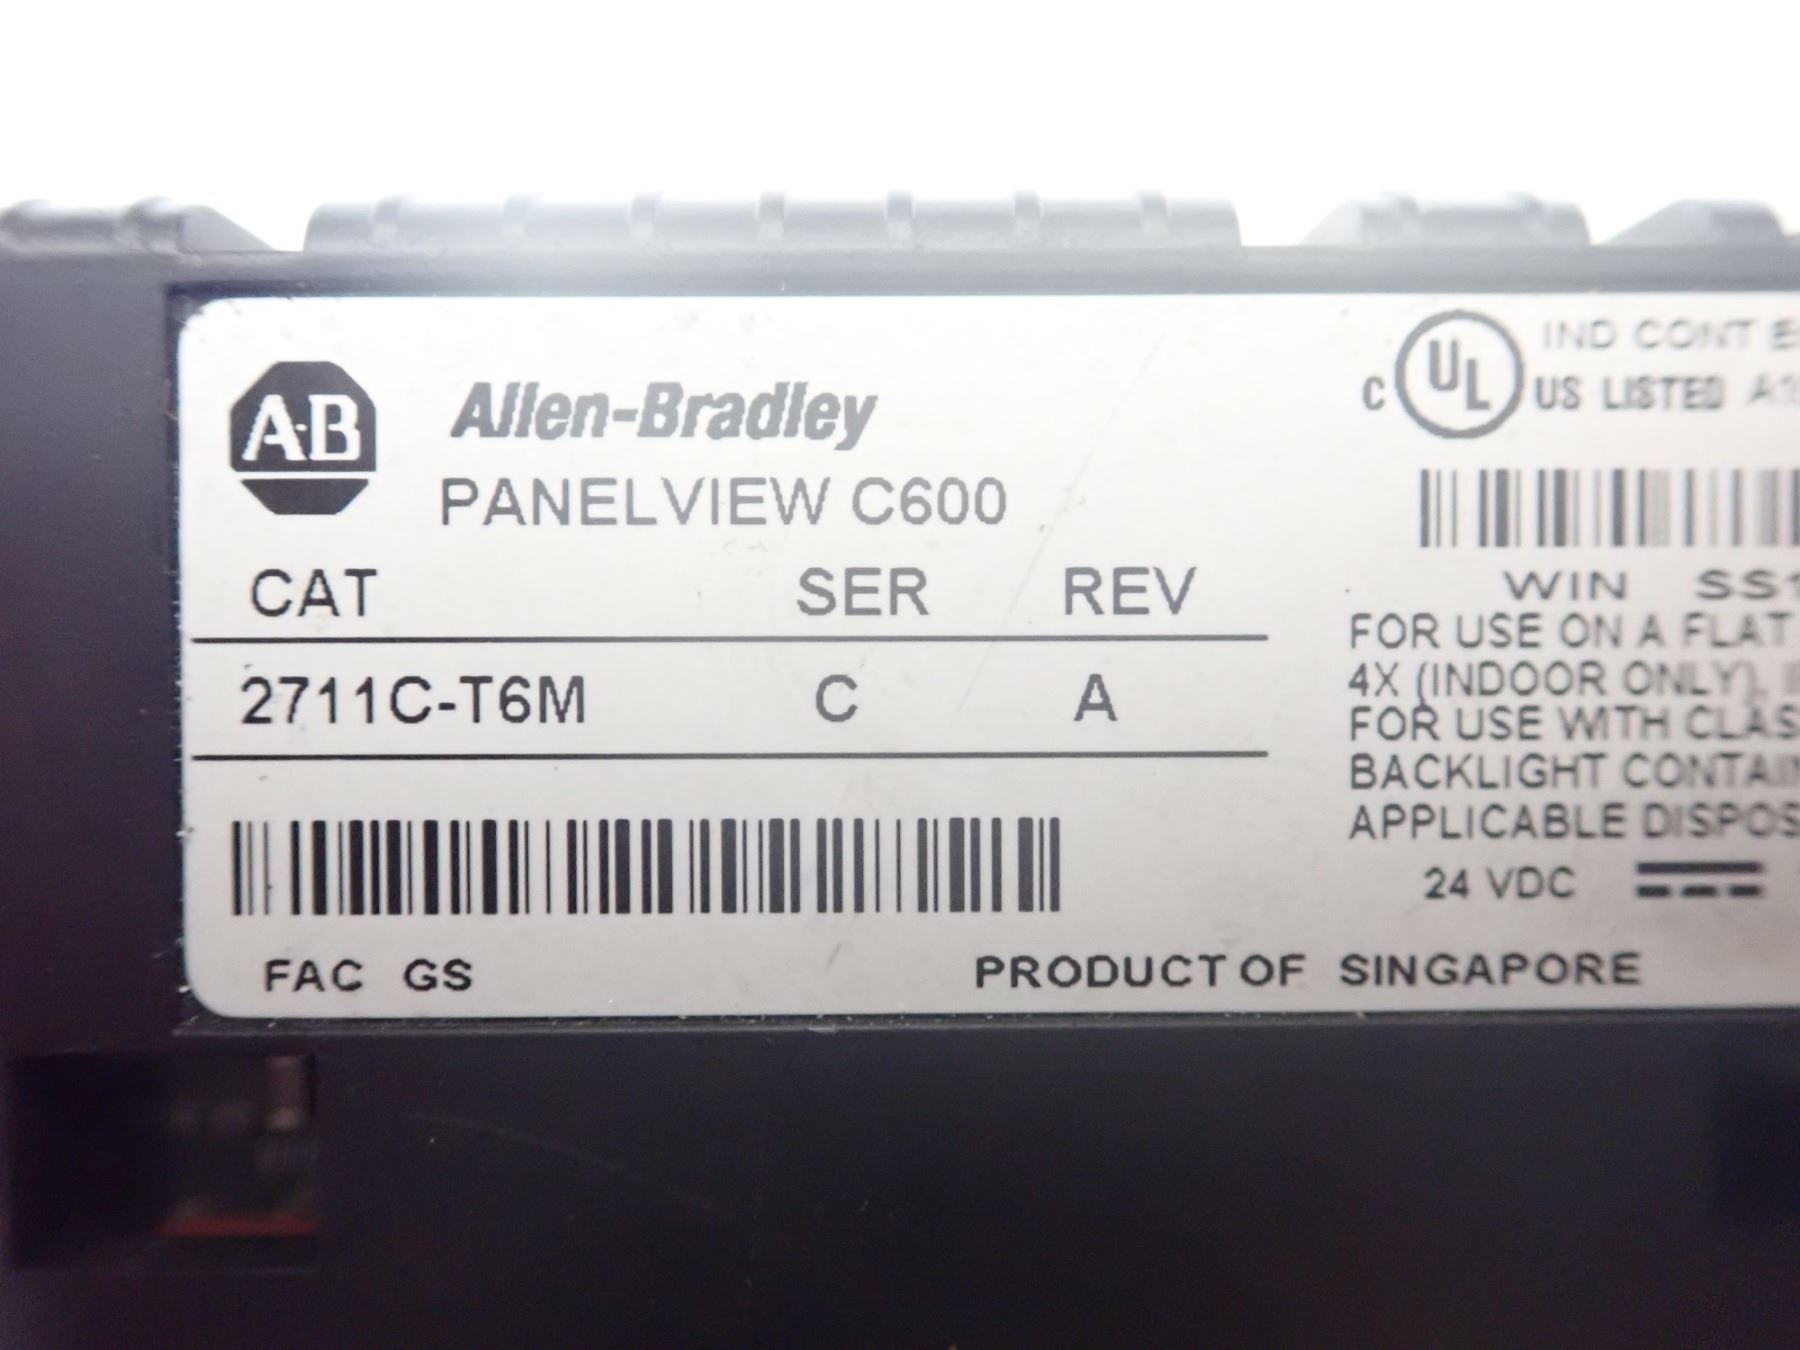 A·B
Allen-Bradley
PANELVIEW C600
CAT SER REV
2711C-T6M C A
FAC GS
PRODUCT OF SINGAPORE
IND CONT
C UL US LISTED
WIN
FOR USE ON A FLAT
4X (INDOOR ONLY),
FOR USE WITH
BACKLIGHT
APPLICABLE
24 VDC